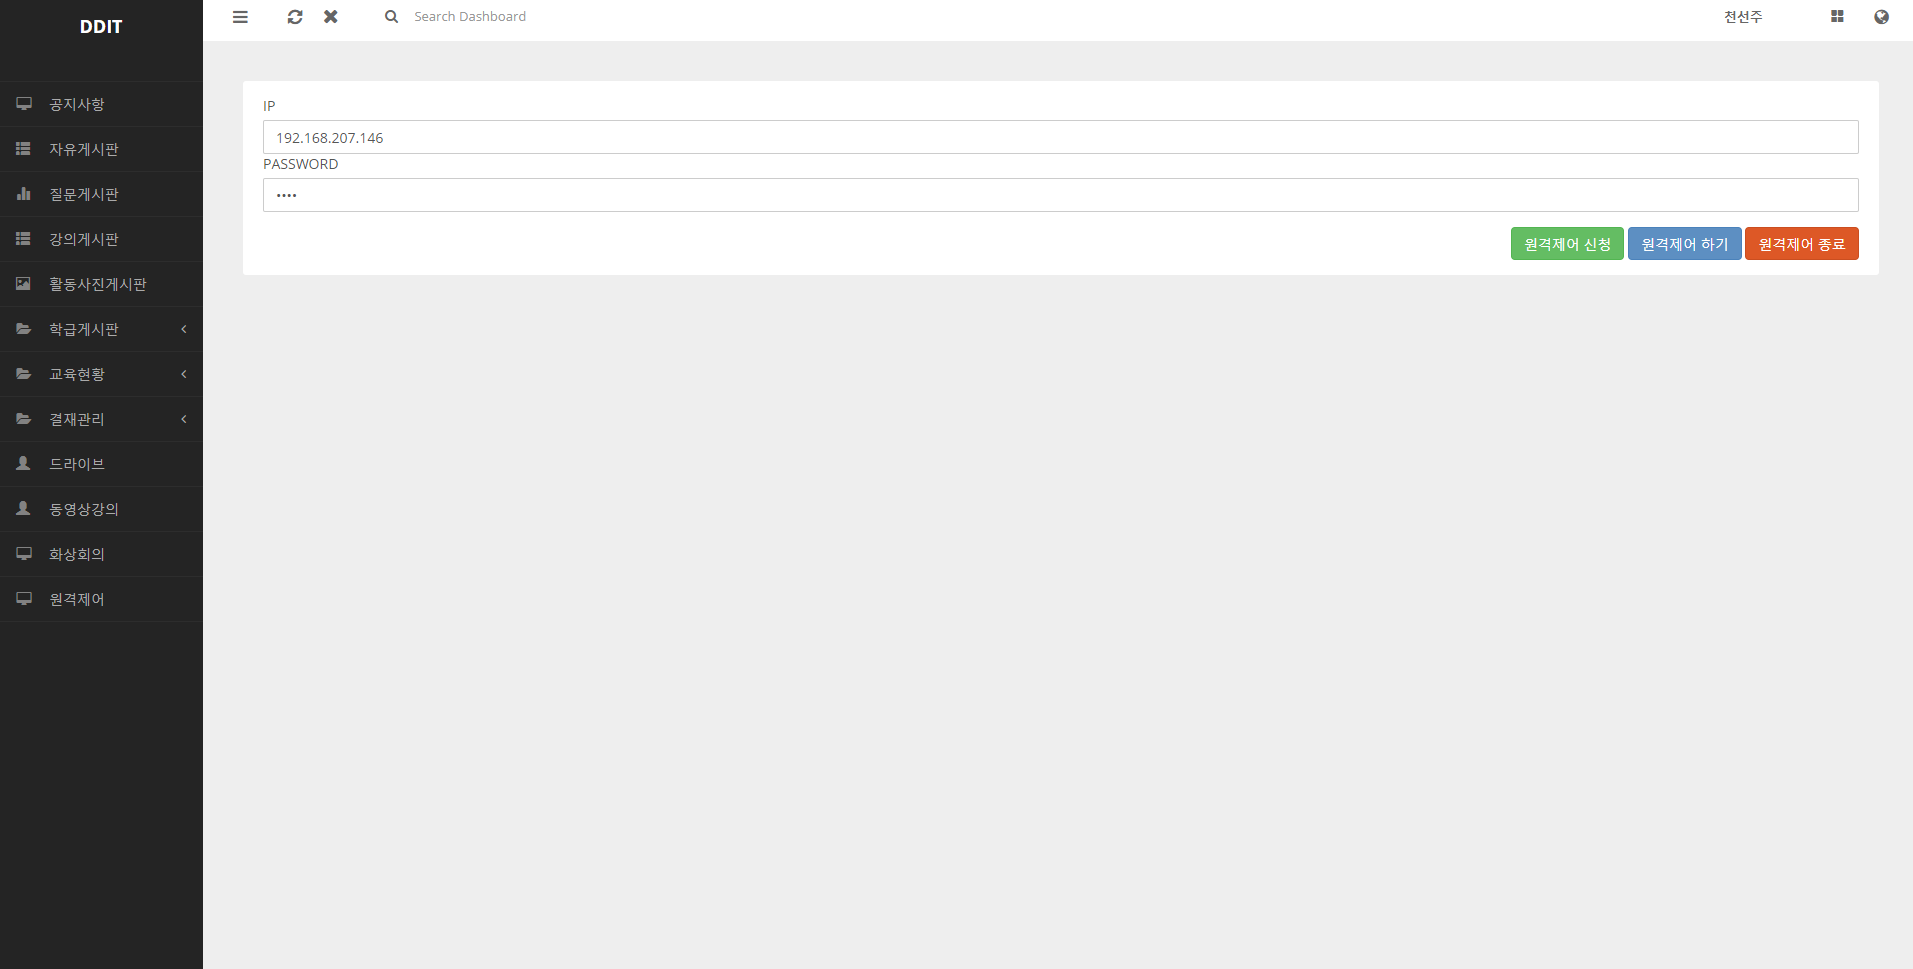 DDIT
Search Dashboard
천선주
공지사항
자유게시판
질문게시판
강의게시판
활동사진게시판
학급게시판
교육현황
결재관리
드라이브
동영상강의
화상회의
원격제어
IP
192.168.207.146
PASSWORD
••••
원격제어 신청 원격제어 하기 원격제어 종료